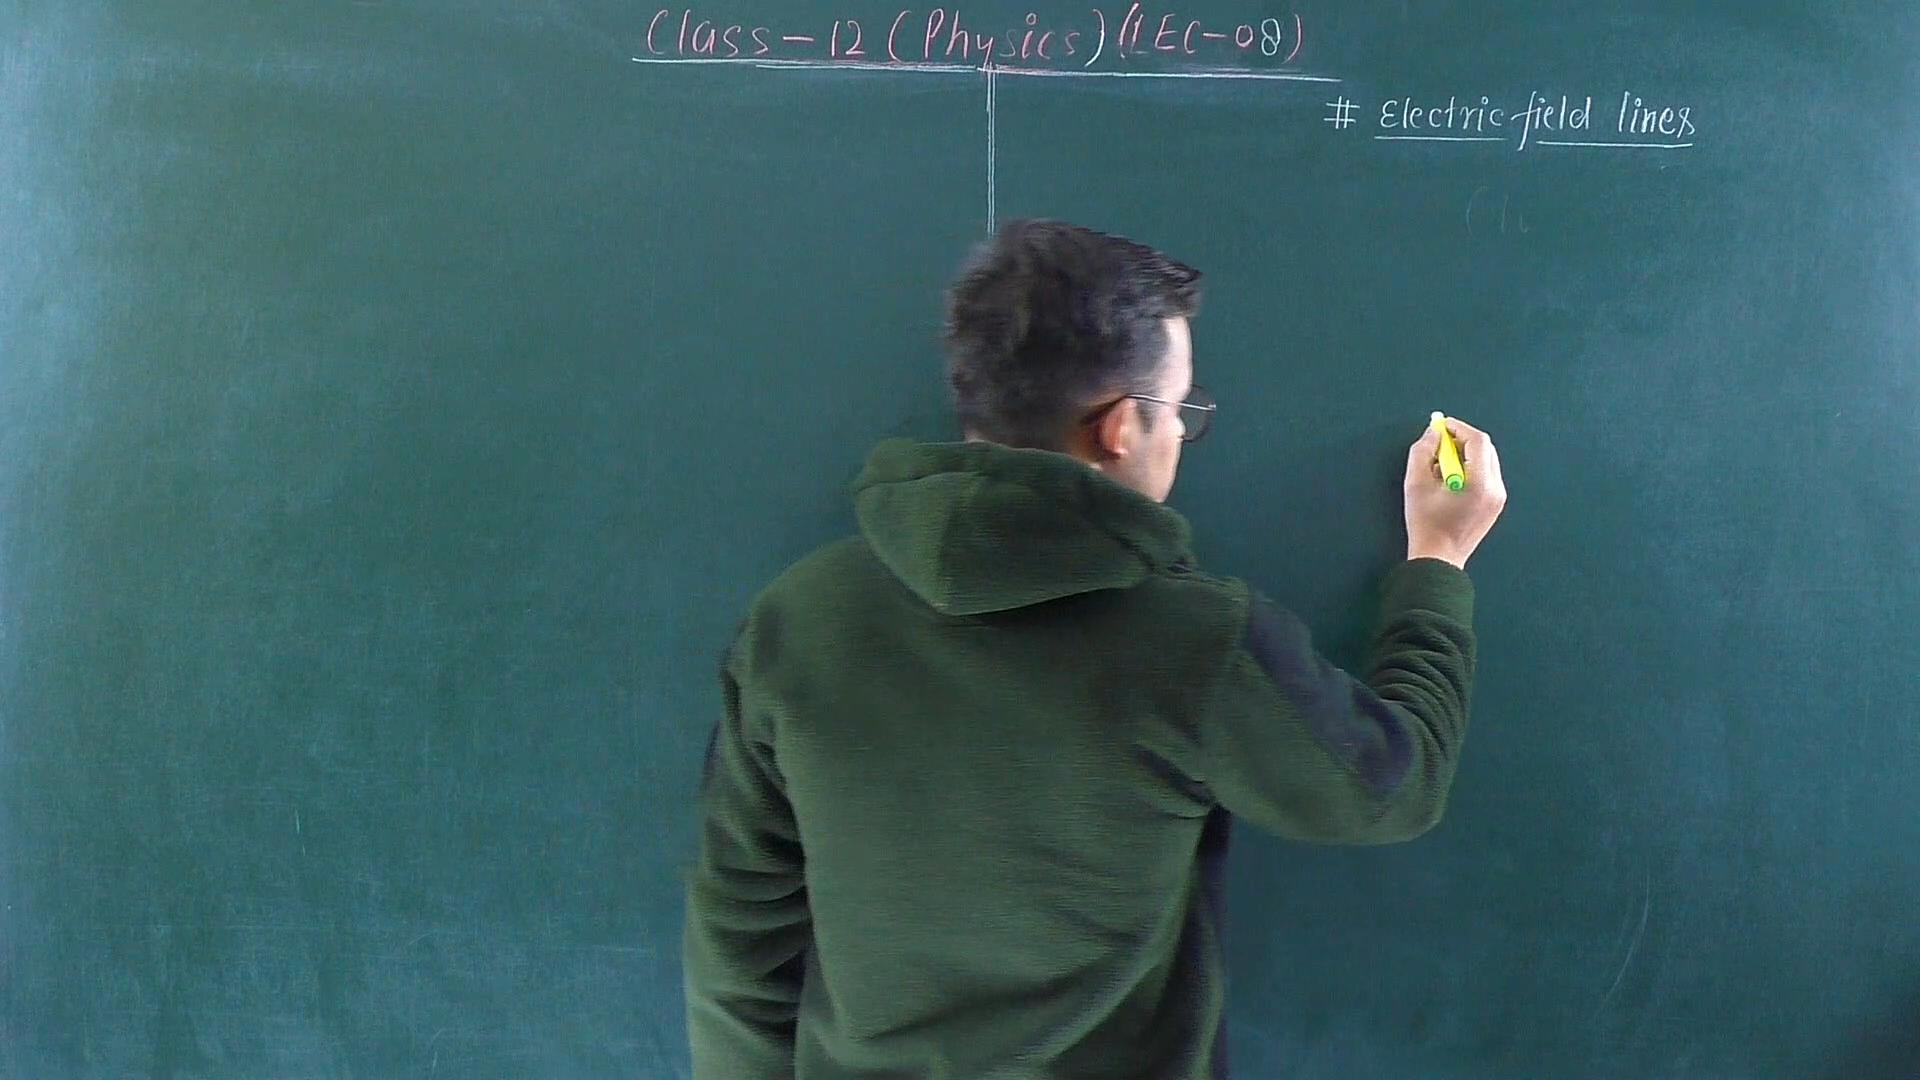 Class-12 (Physics) (LEC-08)
# Electric field lines